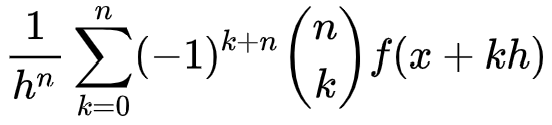 \frac{1}{h^n} \sum_{k=0}^{n} (-1)^{k+n} \binom{n}{k} f(x + kh)